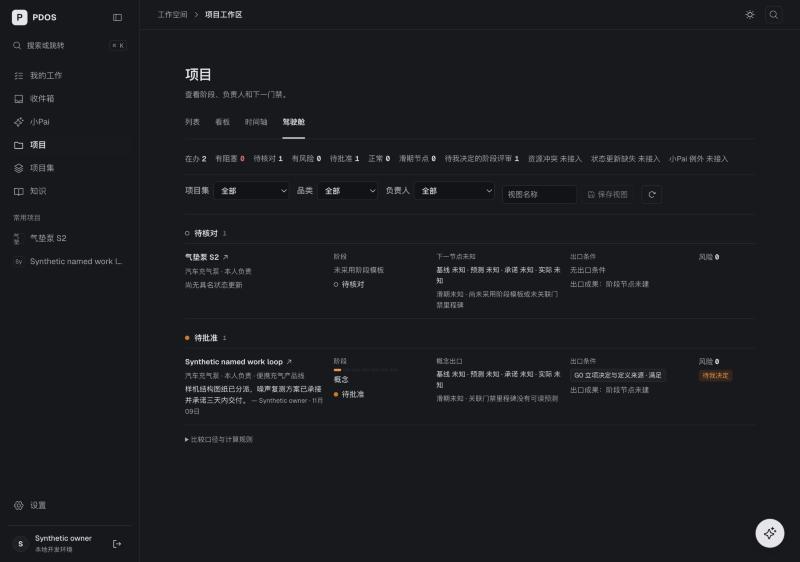 P PDOS
搜索或跳转 ⌘ K
我的工作
收件箱
小Pai
项目
项目集
知识
常用项目
气垫 气垫泵 S2
Sy Synthetic named work l...
设置
S Synthetic owner
本地开发环境
工作空间 > 项目工作区
项目
查看阶段、负责人和下一门禁。
列表 看板 时间轴 驾驶舱
在办 2 有阻塞 0 待核对 1 有风险 0 待批准 1 正常 0 滑期节点 0 待我决定的阶段评审 1 资源冲突 未接入 状态更新缺失 未接入 小Pai 例外 未接入
项目集 全部 品类 全部 负责人 全部 视图名称 保存视图
待核对 1
气垫泵 S2 ↗
汽车充气泵 · 本人负责
尚无具名状态更新
阶段
未采用阶段模板
待核对
下一节点未知
基线 未知 · 预测 未知 · 承诺 未知 · 实际 未
知
滑期未知 · 尚未采用阶段模板或未关联门
禁里程碑
出口条件
无出口条件
出口成果：阶段节点未建
风险 0
待批准 1
Synthetic named work loop ↗
汽车充气泵 · 本人负责 · 便携充气产品线
样机结构图纸已分派，噪声复测方案已承接
并承诺三天内交付。 — Synthetic owner · 11月
09日
阶段
概念
待批准
概念出口
基线 未知 · 预测 未知 · 承诺 未知 · 实际 未
知
滑期未知 · 关联门禁里程碑没有可读预测
出口条件
G0 立项决定与定义来源 · 满足
出口成果：阶段节点未建
风险 0
待我决定
▶ 比较口径与计算规则